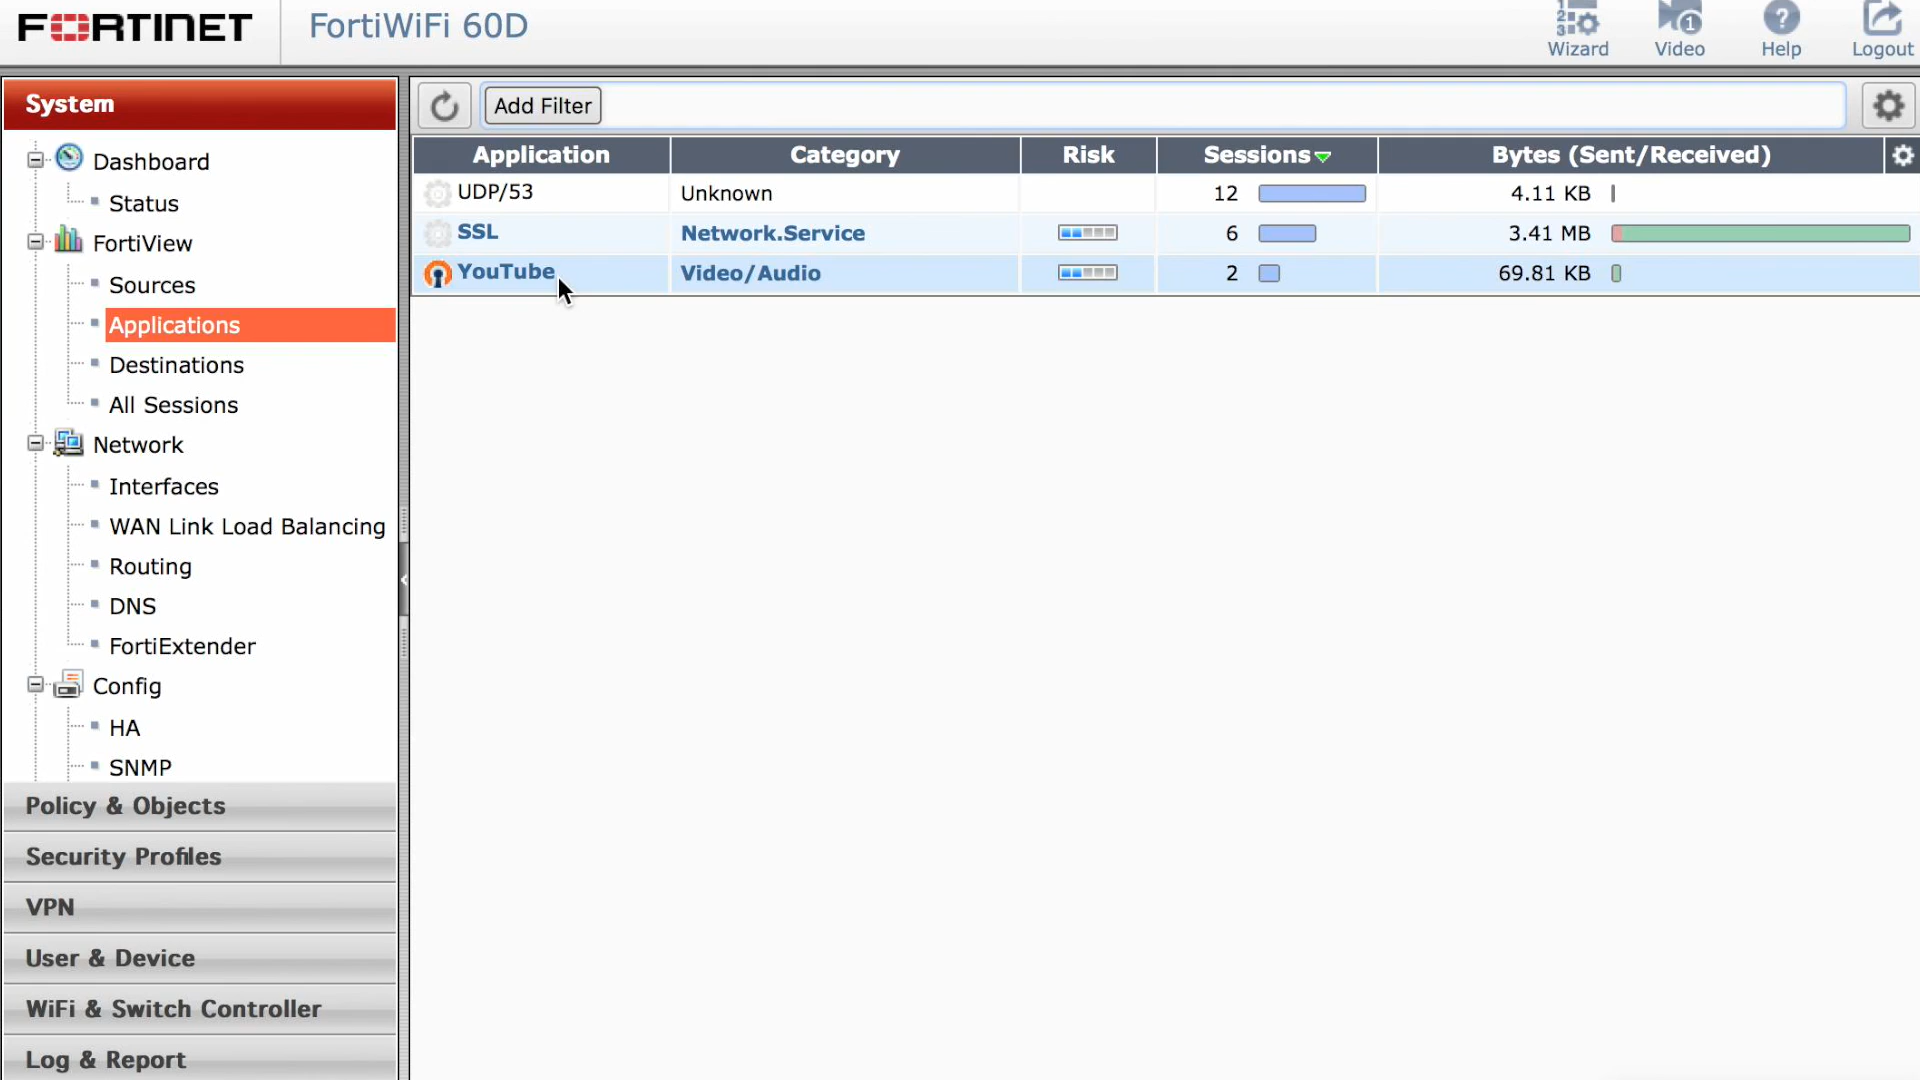 FORTINET
FortiWiFi 60D
Wizard
1
Video
?
Help
Logout
System
Dashboard
Status
FortiView
Sources
Applications
Destinations
All Sessions
Network
Interfaces
WAN Link Load Balancing
Routing
DNS
FortiExtender
Config
HA
SNMP
Policy & Objects
Security Profiles
VPN
User & Device
WiFi & Switch Controller
Log & Report
Add Filter
Application Category Risk Sessions Bytes (Sent/Received)
UDP/53 Unknown 12 4.11 KB
SSL Network.Service 6 3.41 MB
YouTube Video/Audio 2 69.81 KB